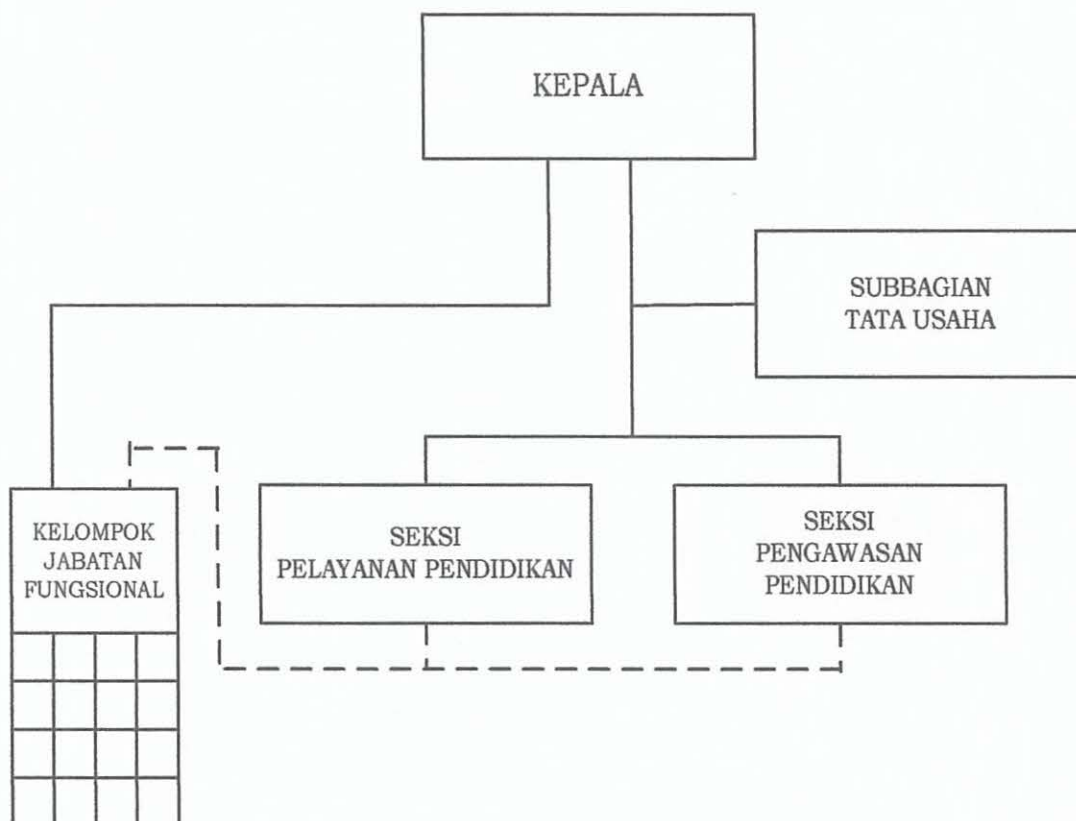 KEPALA
SUBBAGIAN
TATA USAHA
KELOMPOK
JABATAN
FUNGSIONAL
SEKSI
PELAYANAN PENDIDIKAN
SEKSI
PENGAWASAN
PENDIDIKAN